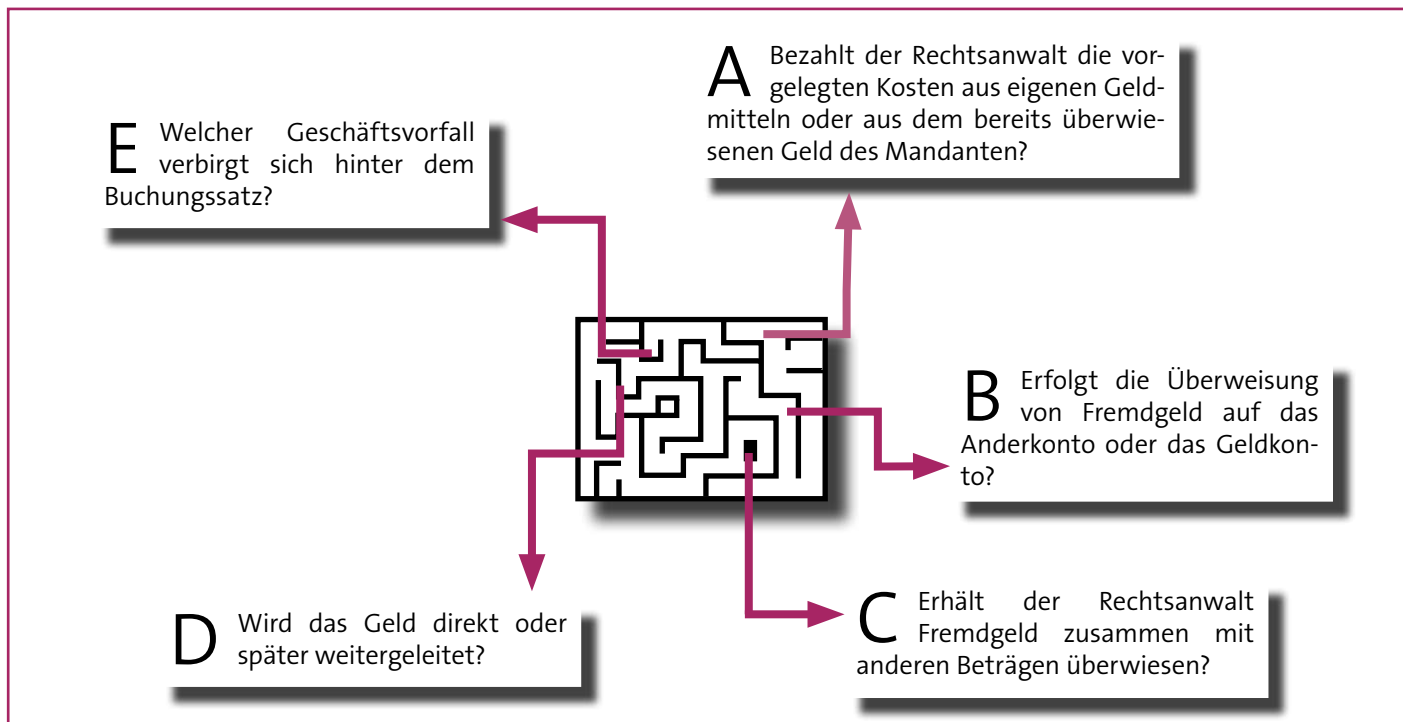 A Bezahlt der Rechtsanwalt die vor-
gelegten Kosten aus eigenen Geld-
mitteln oder aus dem bereits überwie-
senen Geld des Mandanten?
E Welcher Geschäftsvorfall
verbirgt sich hinter dem
Buchungssatz?
B Erfolgt die Überweisung
von Fremdgeld auf das
Anderkonto oder das Geldkon-
to?
C Erhält der Rechtsanwalt
Fremdgeld zusammen mit
anderen Beträgen überwiesen?
D Wird das Geld direkt oder
später weitergeleitet?